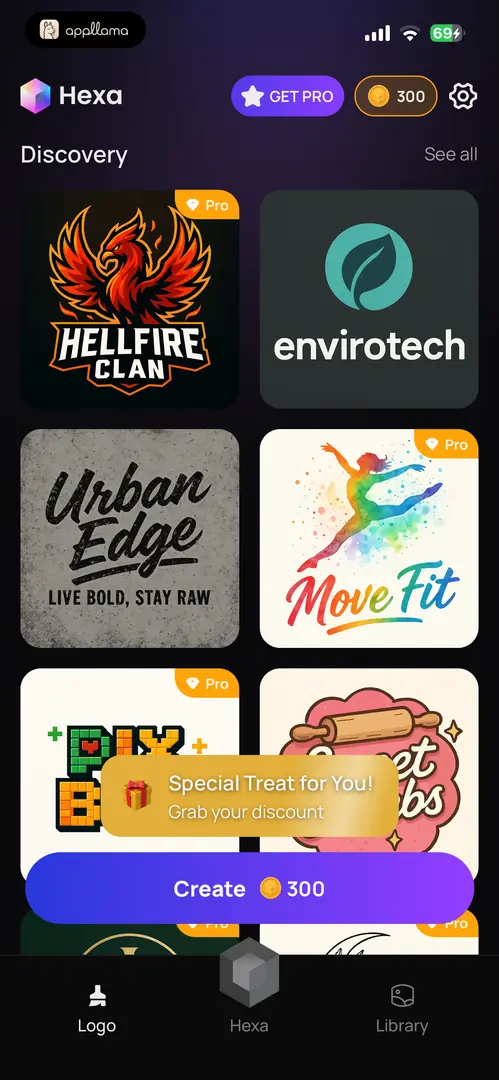 appllama
69
Hexa
GET PRO
300
Discovery
See all
Pro
HELLFIRE
CLAN
envirotech
Urban
Edge
LIVE BOLD, STAY RAW
Pro
Move Fit
Pro
PIX
Special Treat for You!
Grab your discount
Create 300
Pro
Pro
Logo
Hexa
Library